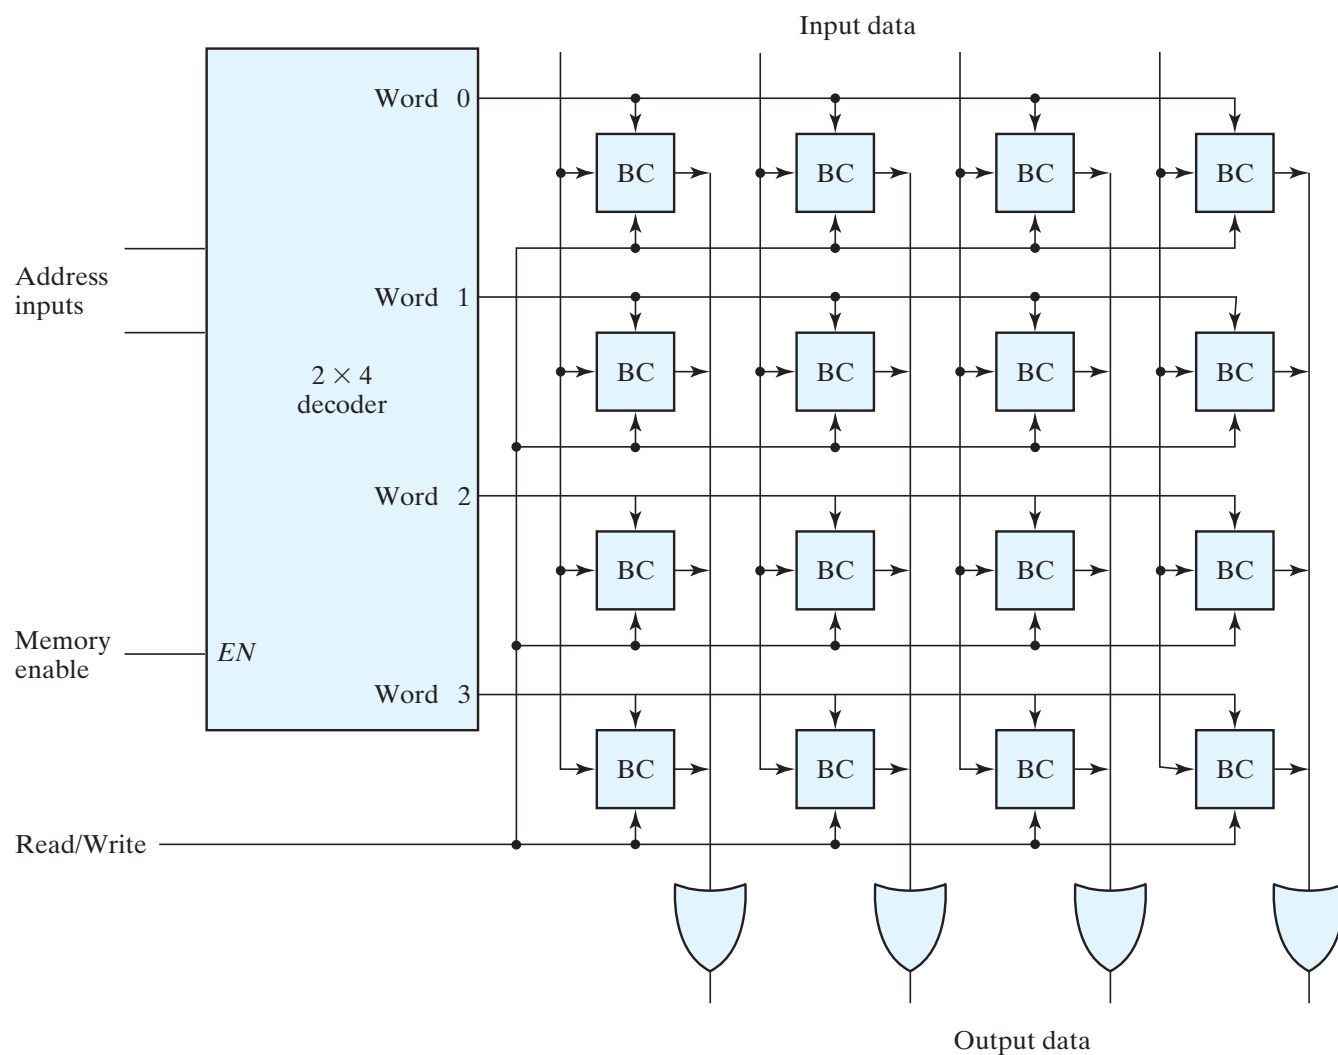 Input data
Word 0
BC BC BC BC
Address
inputs
Word 1
BC BC BC BC
2 × 4
decoder
Word 2
BC BC BC BC
Memory
enable
EN
Word 3
BC BC BC BC
Read/Write
Output data